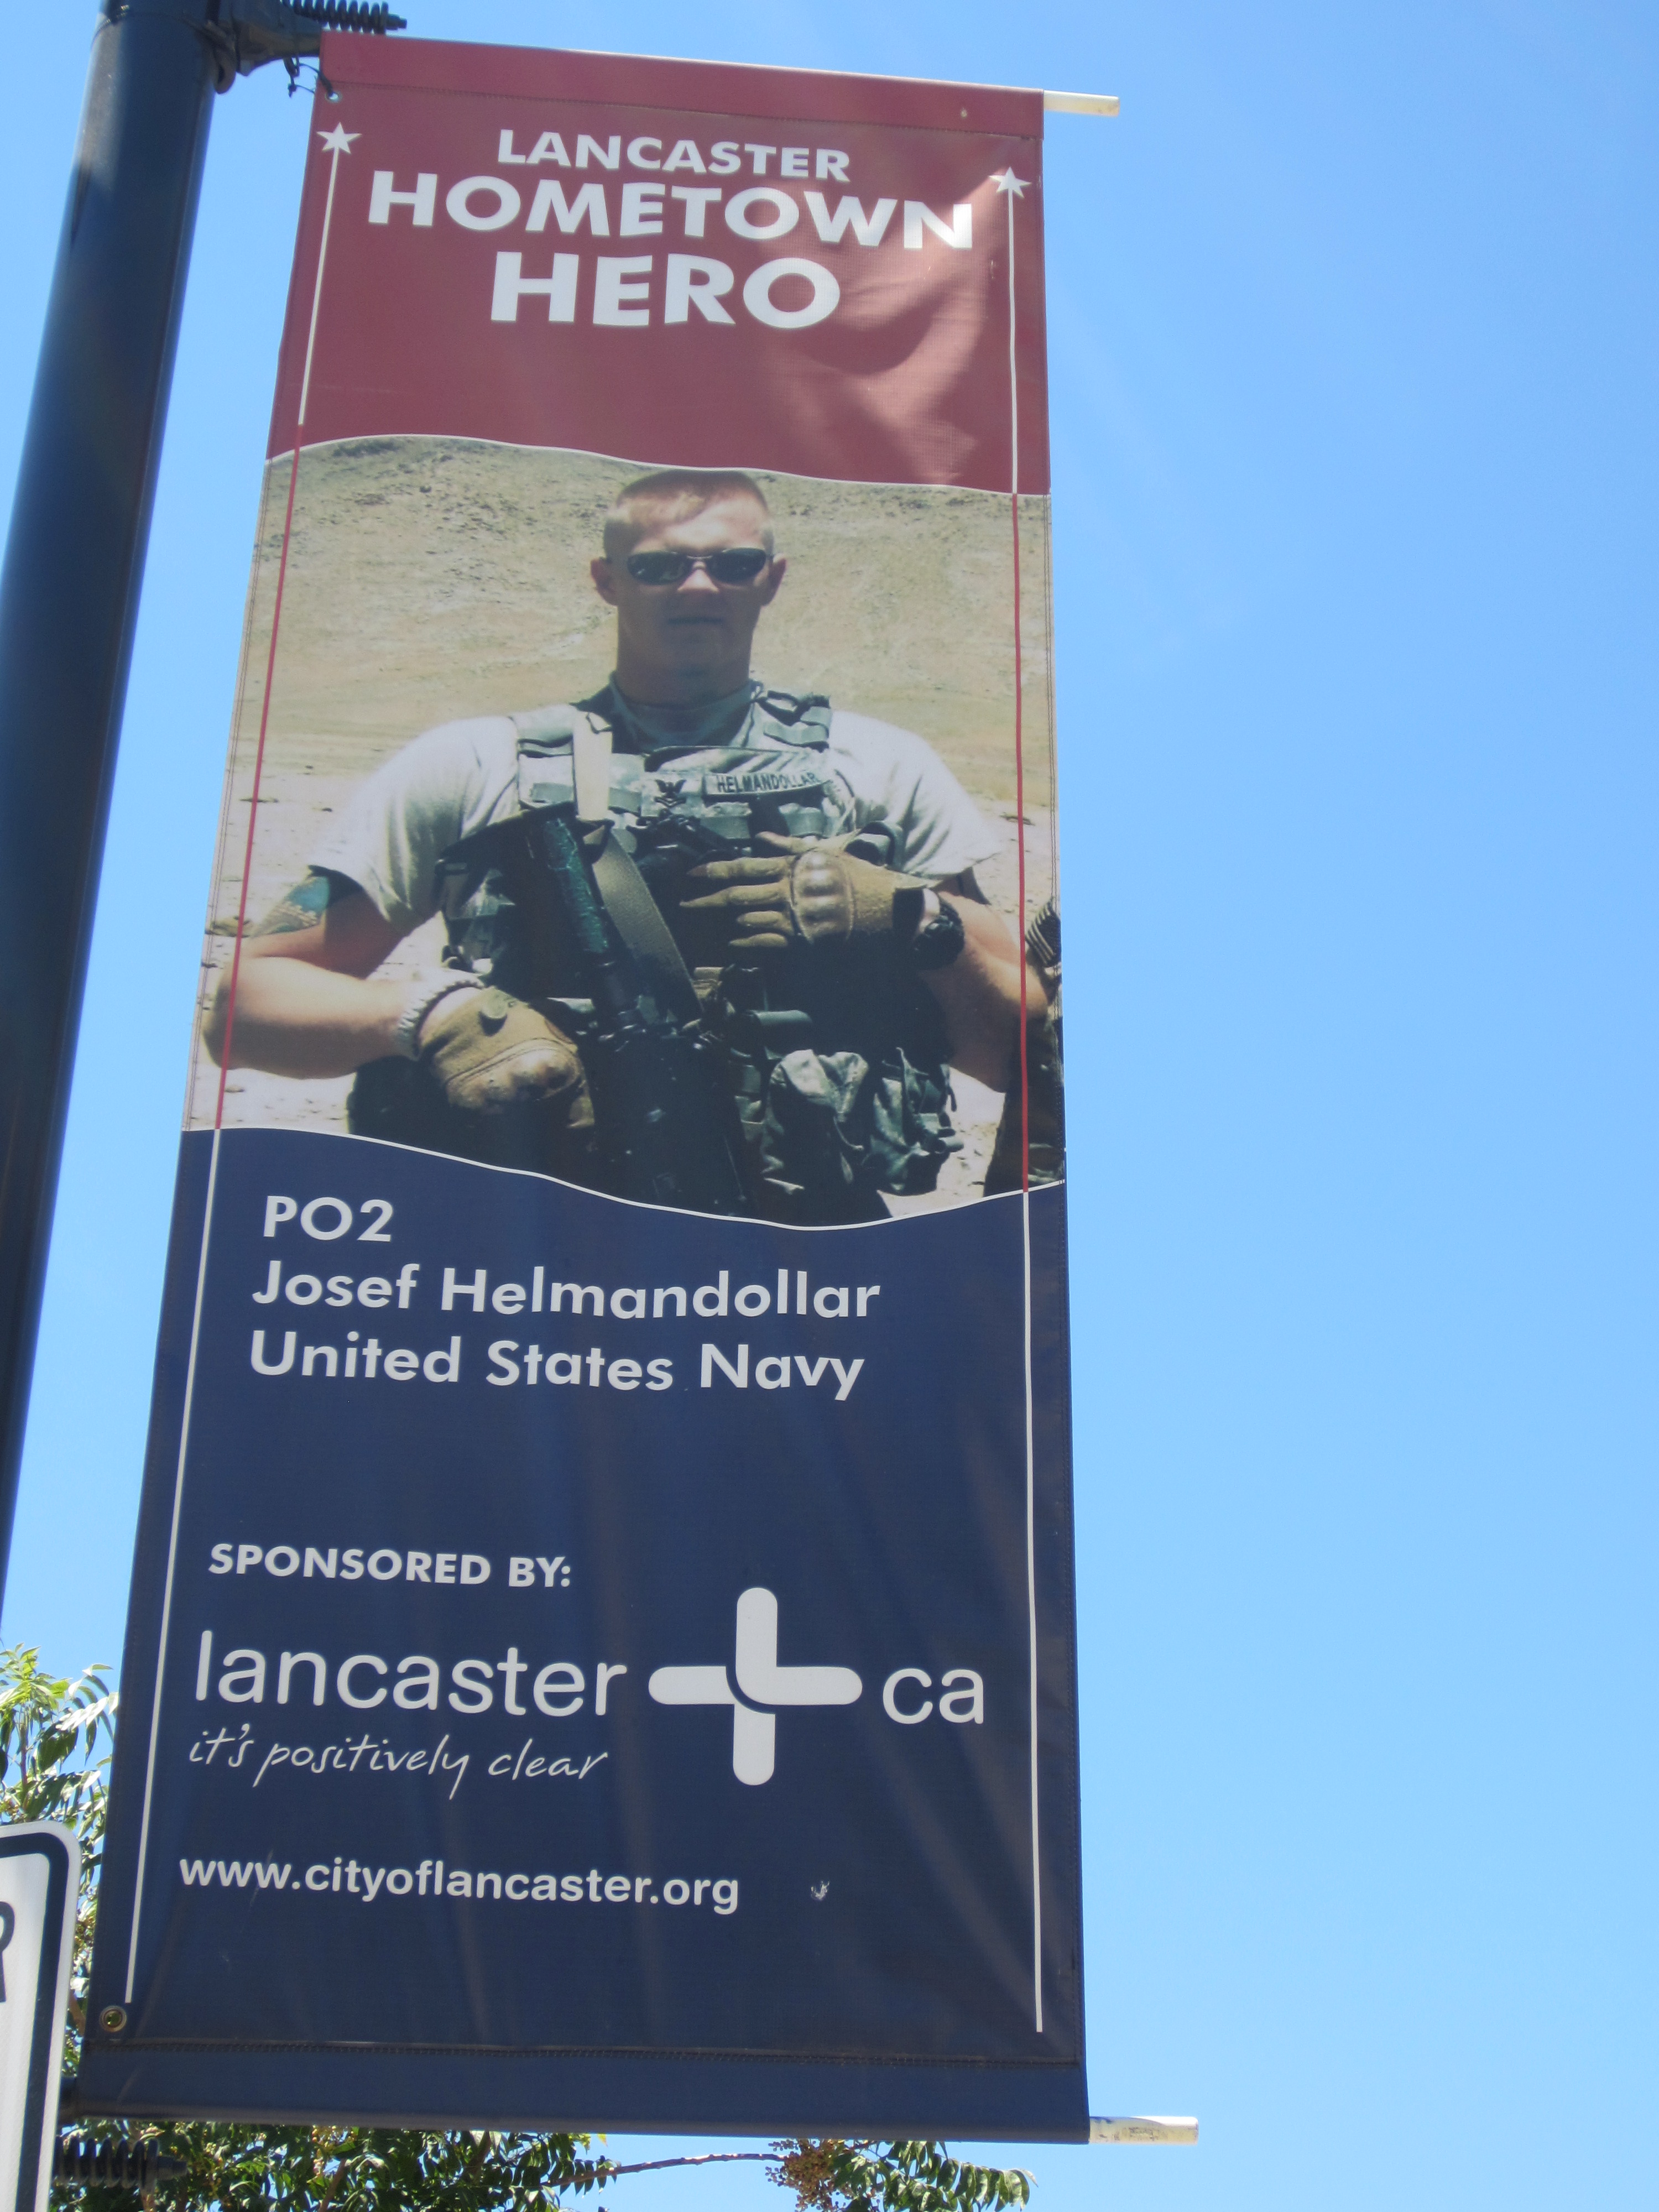 LANCASTER
HOMETOWN
HERO
HELMANDOLLAR
PO2
Josef Helmandollar
United States Navy
SPONSORED BY:
lancaster ca
it's positively clear
www.cityoflancaster.org